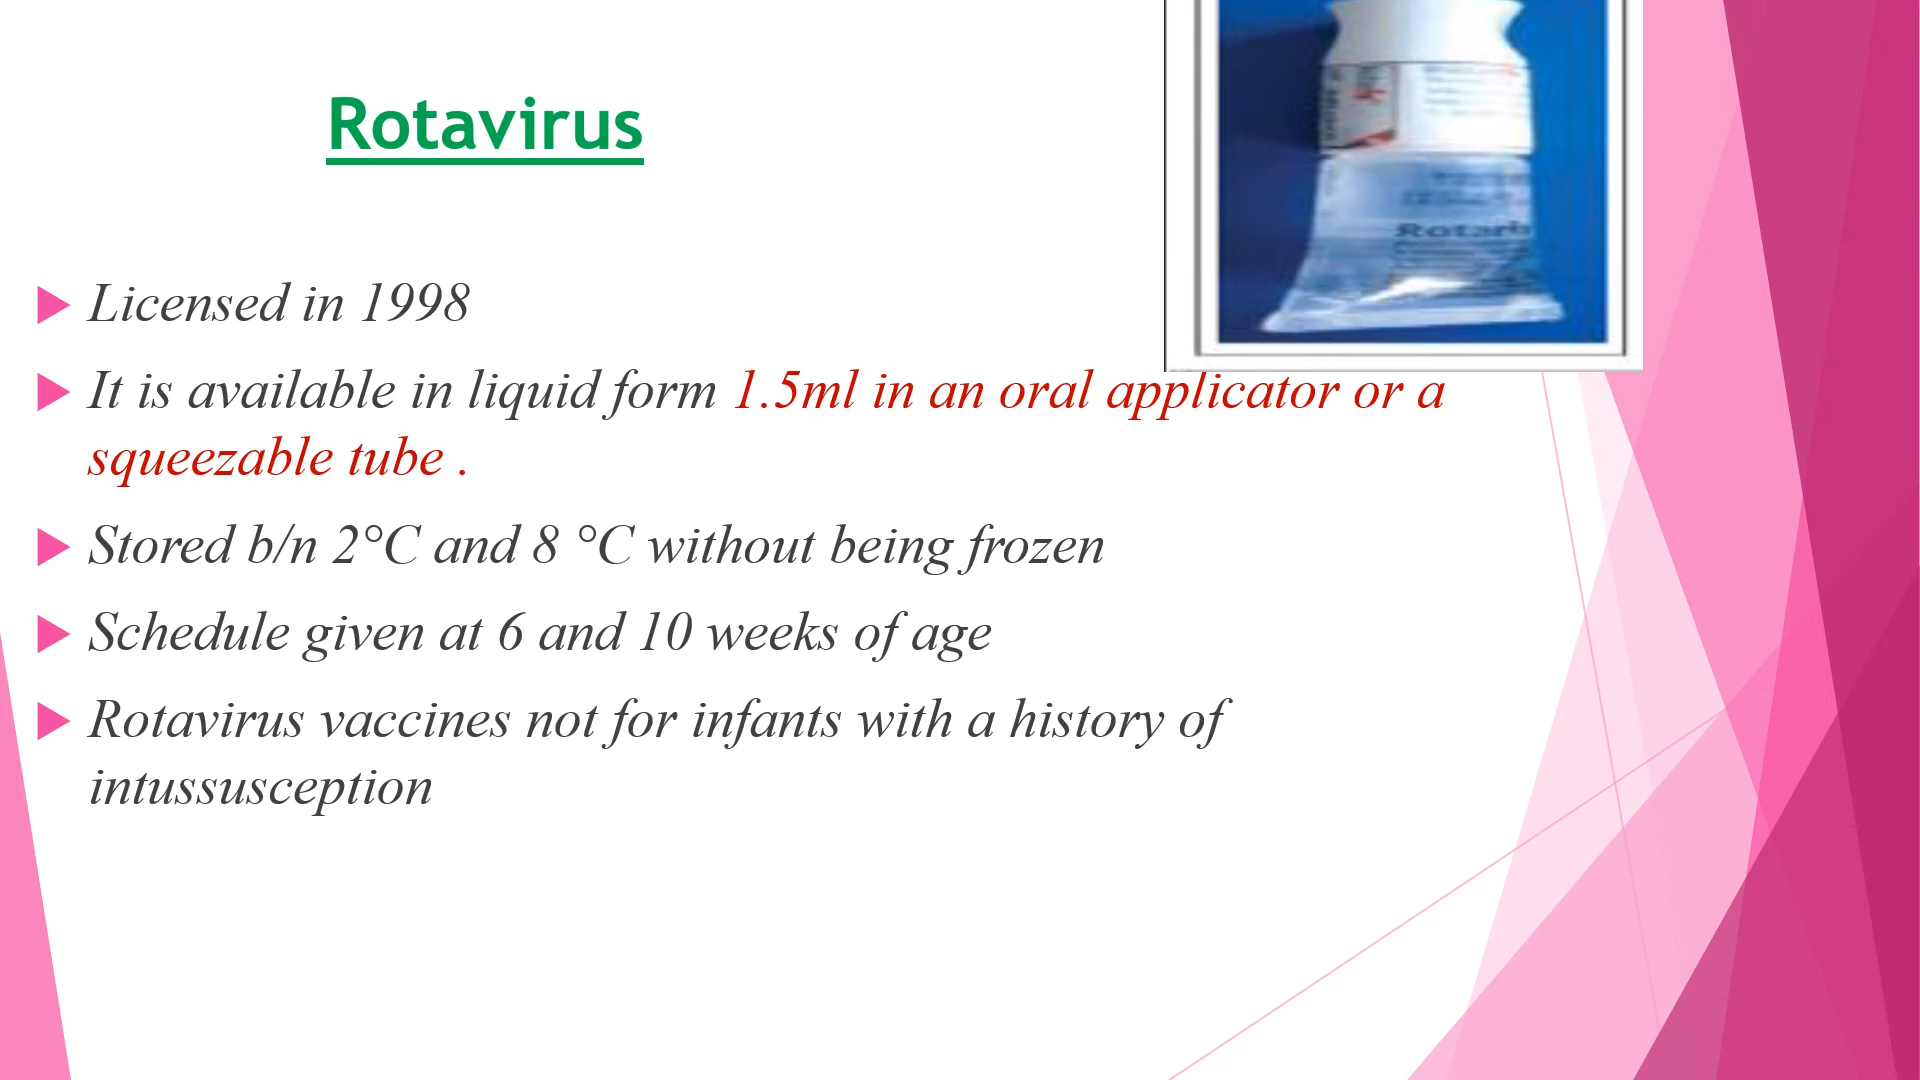 Rotavirus
Licensed in 1998
It is available in liquid form 1.5ml in an oral applicator or a
squeezable tube .
Stored b/n 2°C and 8 °C without being frozen
Schedule given at 6 and 10 weeks of age
Rotavirus vaccines not for infants with a history of
intussusception